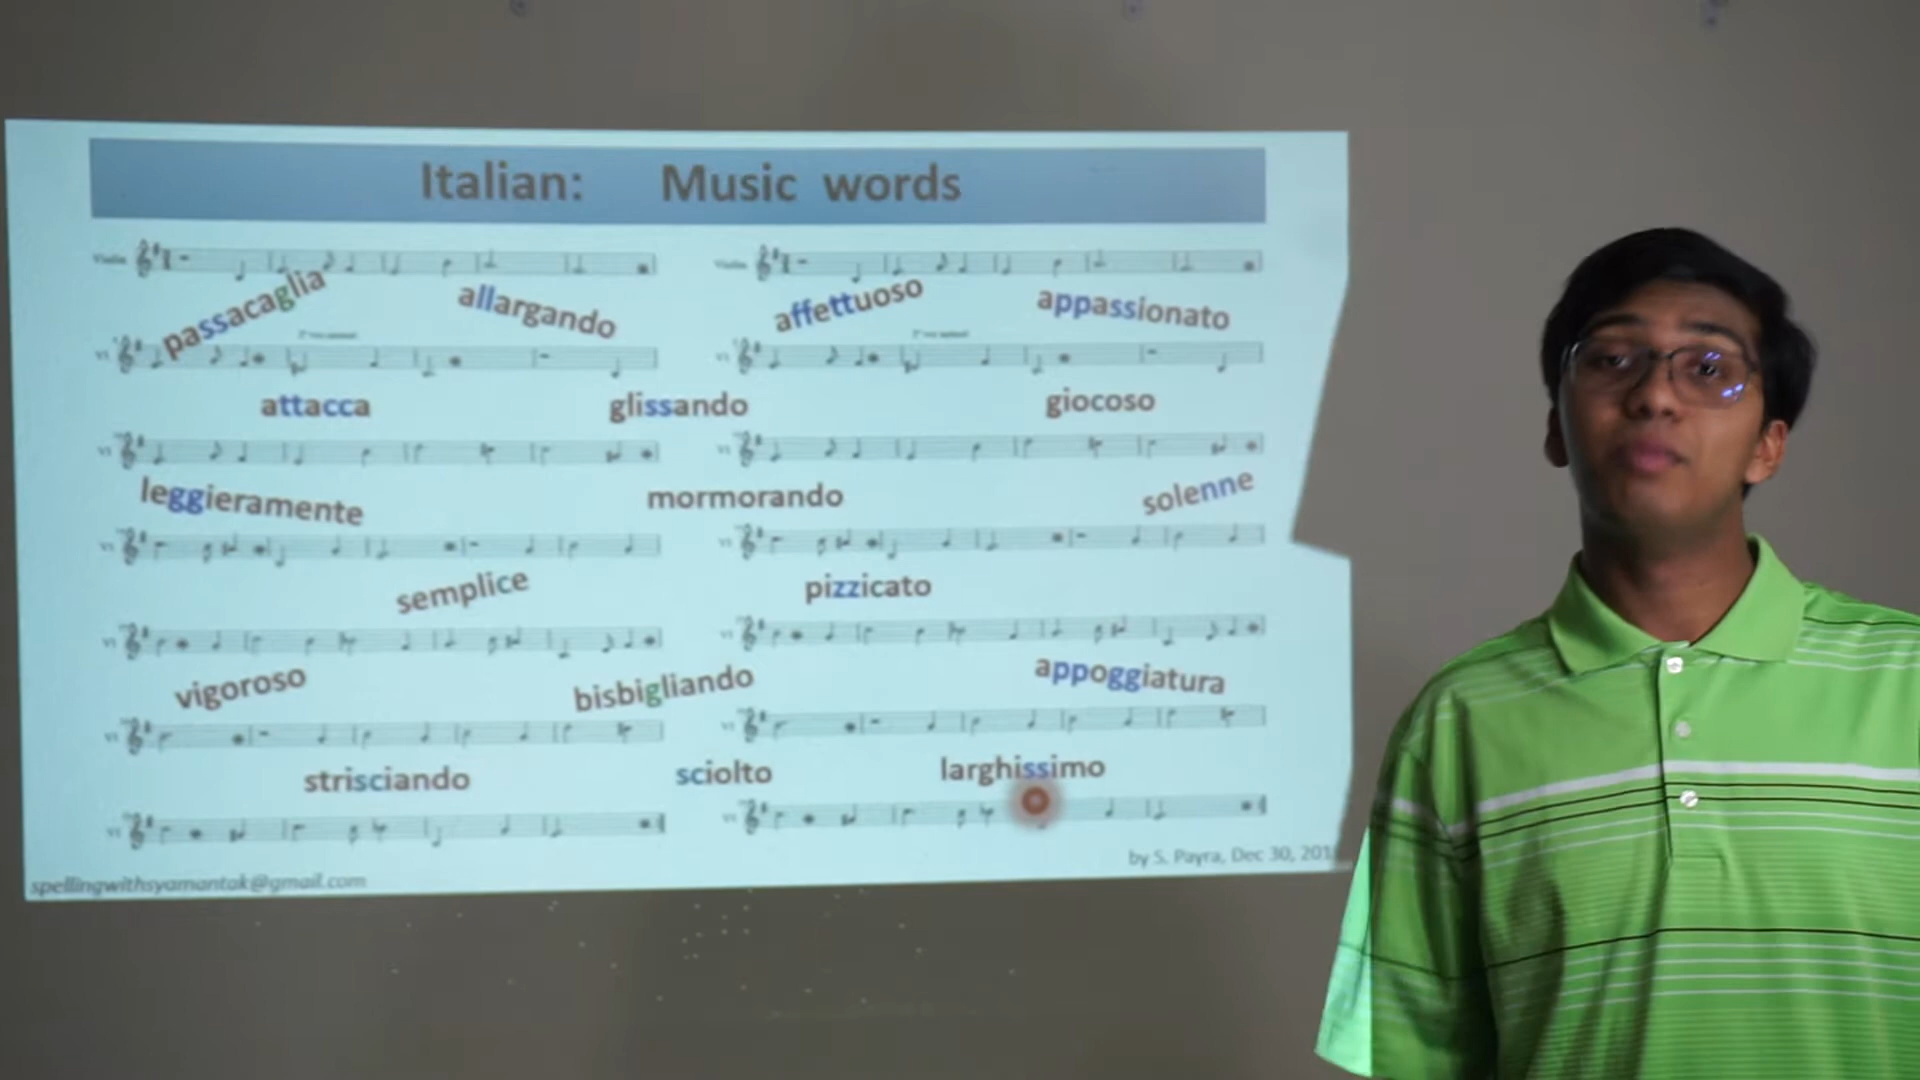 Italian: Music words
passacaglia allargando affettuoso appassionato
attacca glissando giocoso
leggieramente mormorando solenne
semplice pizzicato
vigoroso bisbigliando appoggiatura
strisciando sciolto larghissimo
by S. Payra, Dec 30, 201
spellingwithsyamantak@gmail.com